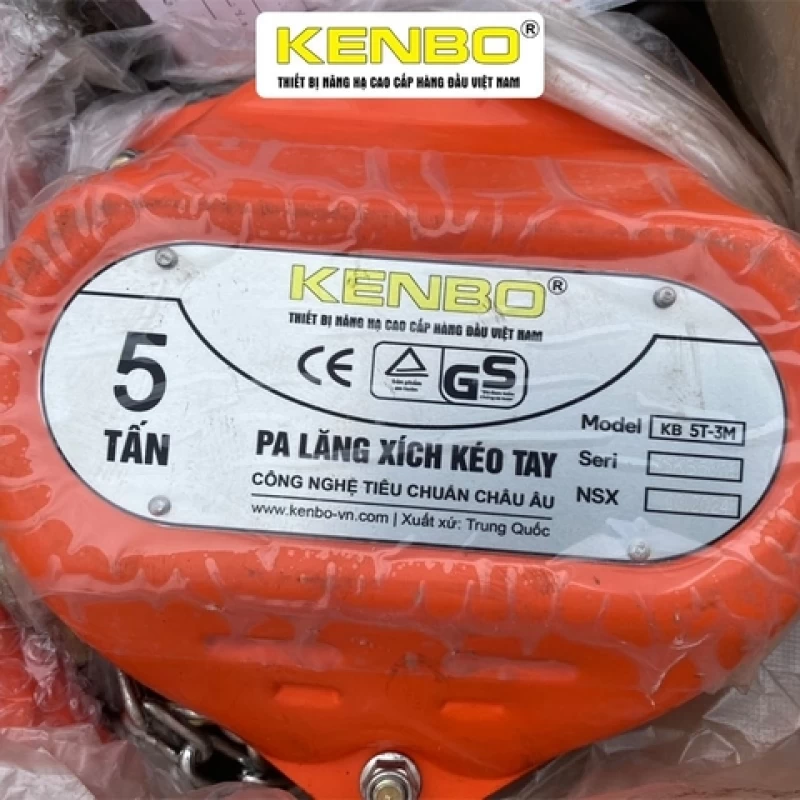 KENBO®
THIẾT BỊ NÂNG HẠ CAO CẤP HÀNG ĐẦU VIỆT NAM
KENBO®
THIẾT BỊ NÂNG HẠ CAO CẤP HÀNG ĐẦU VIỆT NAM
5
TẤN
CE
GS
PA LĂNG XÍCH KÉO TAY
CÔNG NGHỆ TIÊU CHUẨN CHÂU ÂU
www.kenbo-vn.com | Xuất xứ: Trung Quốc
Model KB 5T-3M
Seri
NSX